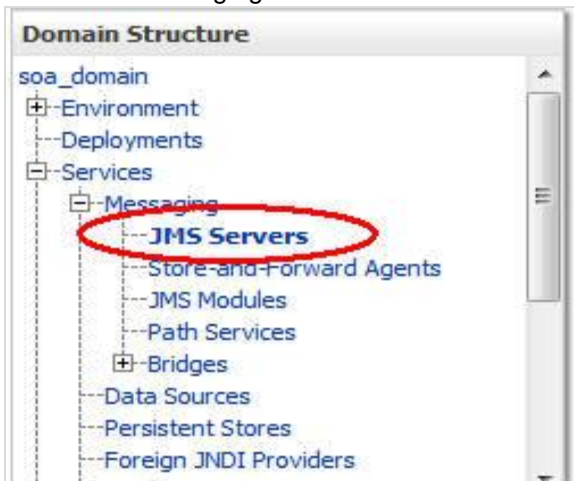 Domain Structure
soa_domain
Environment
Deployments
Services
Messaging
JMS Servers
Store-and-Forward Agents
JMS Modules
Path Services
Bridges
Data Sources
Persistent Stores
Foreign JNDI Providers